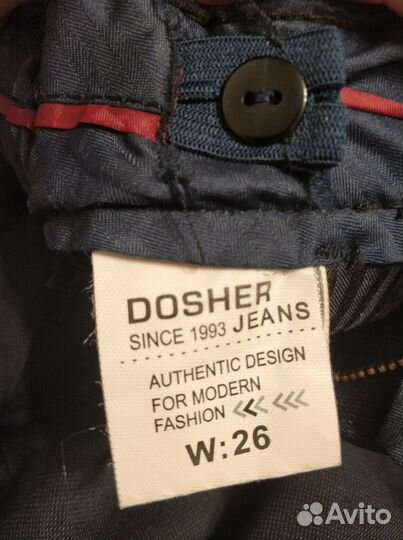 DOSHER
SINCE 1993 JEANS
AUTHENTIC DESIGN
FOR MODERN
FASHION
W:26
Avito